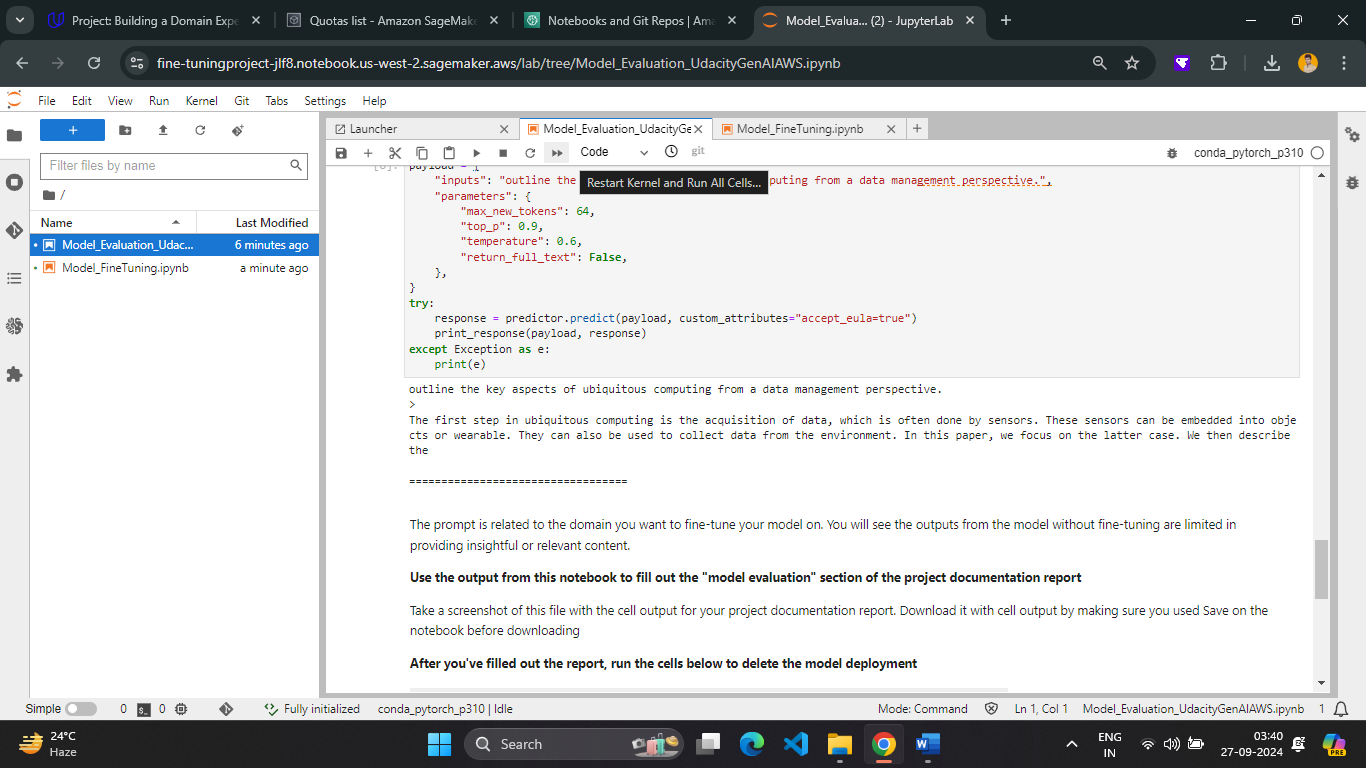 Project: Building a Domain Expe
Quotas list - Amazon SageMake
Notebooks and Git Repos | Ama
Model_Evalua... (2) - JupyterLab
fine-tuningproject-jlf8.notebook.us-west-2.sagemaker.aws/lab/tree/Model_Evaluation_UdacityGenAIAWS.ipynb
File Edit View Run Kernel Git Tabs Settings Help
Launcher
Model_Evaluation_UdacityGe
Model_FineTuning.ipynb
Filter files by name
Code
git
conda_pytorch_p310
/
Name
Last Modified
Model_Evaluation_Udac...
6 minutes ago
Model_FineTuning.ipynb
a minute ago
Restart Kernel and Run All Cells...
payload = {
"inputs": "outline the puting from a data management perspective.",
"parameters": {
"max_new_tokens": 64,
"top_p": 0.9,
"temperature": 0.6,
"return_full_text": False,
},
}
try:
response = predictor.predict(payload, custom_attributes="accept_eula=true")
print_response(payload, response)
except Exception as e:
print(e)
outline the key aspects of ubiquitous computing from a data management perspective.
>
The first step in ubiquitous computing is the acquisition of data, which is often done by sensors. These sensors can be embedded into obje
cts or wearable. They can also be used to collect data from the environment. In this paper, we focus on the latter case. We then describe
the
==================================
The prompt is related to the domain you want to fine-tune your model on. You will see the outputs from the model without fine-tuning are limited in
providing insightful or relevant content.
Use the output from this notebook to fill out the "model evaluation" section of the project documentation report
Take a screenshot of this file with the cell output for your project documentation report. Download it with cell output by making sure you used Save on the
notebook before downloading
After you've filled out the report, run the cells below to delete the model deployment
Simple
0
0
Fully initialized
conda_pytorch_p310 | Idle
Mode: Command
Ln 1, Col 1
Model_Evaluation_UdacityGenAIAWS.ipynb
1
24°C
Haze
Search
ENG
IN
03:40
27-09-2024
PRE